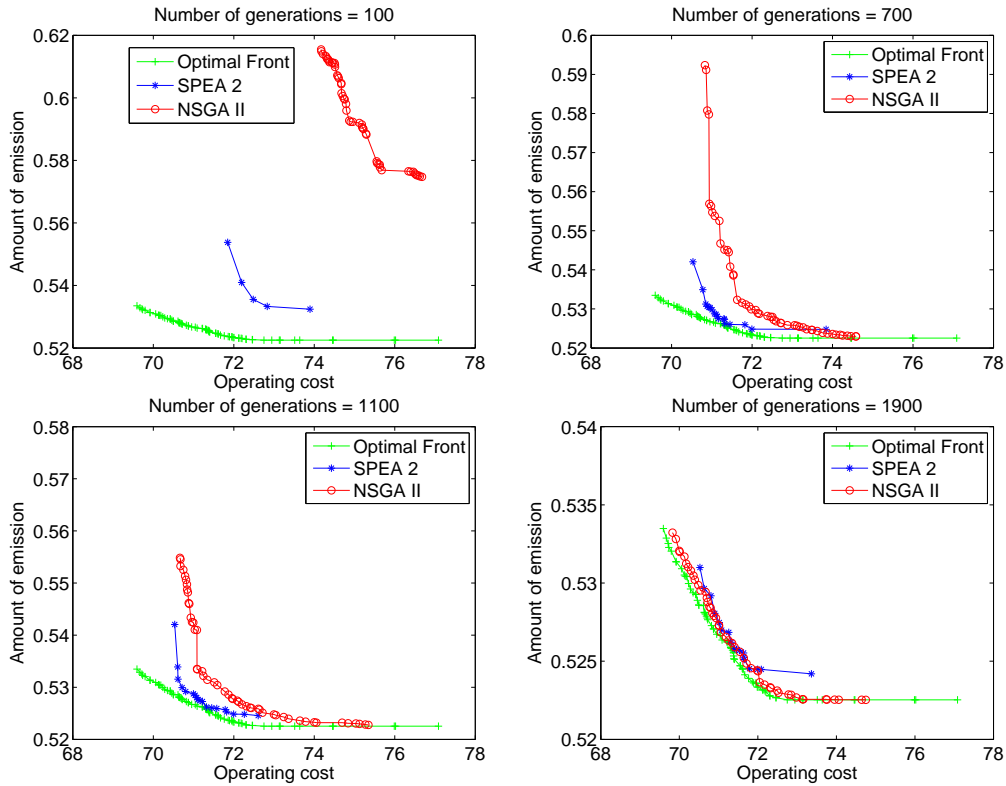 Number of generations = 100
Amount of emission
0.62
0.6
0.58
0.56
0.54
0.52
68
70
72
74
76
78
Operating cost
Optimal Front
SPEA 2
NSGA II
Number of generations = 700
Amount of emission
0.6
0.59
0.58
0.57
0.56
0.55
0.54
0.53
0.52
68
70
72
74
76
78
Operating cost
Optimal Front
SPEA 2
NSGA II
Number of generations = 1100
Amount of emission
0.58
0.57
0.56
0.55
0.54
0.53
0.52
68
70
72
74
76
78
Operating cost
Optimal Front
SPEA 2
NSGA II
Number of generations = 1900
Amount of emission
0.54
0.535
0.53
0.525
0.52
68
70
72
74
76
78
Operating cost
Optimal Front
SPEA 2
NSGA II